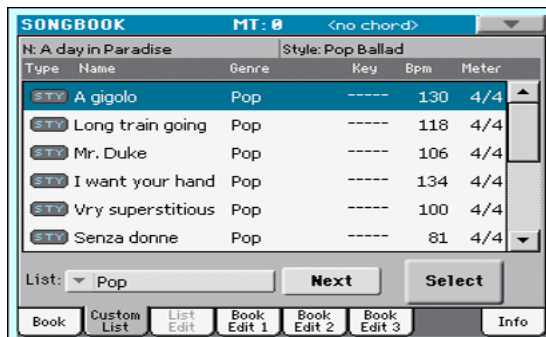 SONGBOOK MT: 0 <no chord>
N: A day in Paradise Style: Pop Ballad
Type Name Genre Key Bpm Meter
STY A gigolo Pop ----- 130 4/4
STY Long train going Pop ----- 118 4/4
STY Mr. Duke Pop ----- 106 4/4
STY I want your hand Pop ----- 134 4/4
STY Vry superstitious Pop ----- 100 4/4
STY Senza donne Pop ----- 81 4/4
List: Pop Next Select
Book Custom List List Edit Book Edit 1 Book Edit 2 Book Edit 3 Info